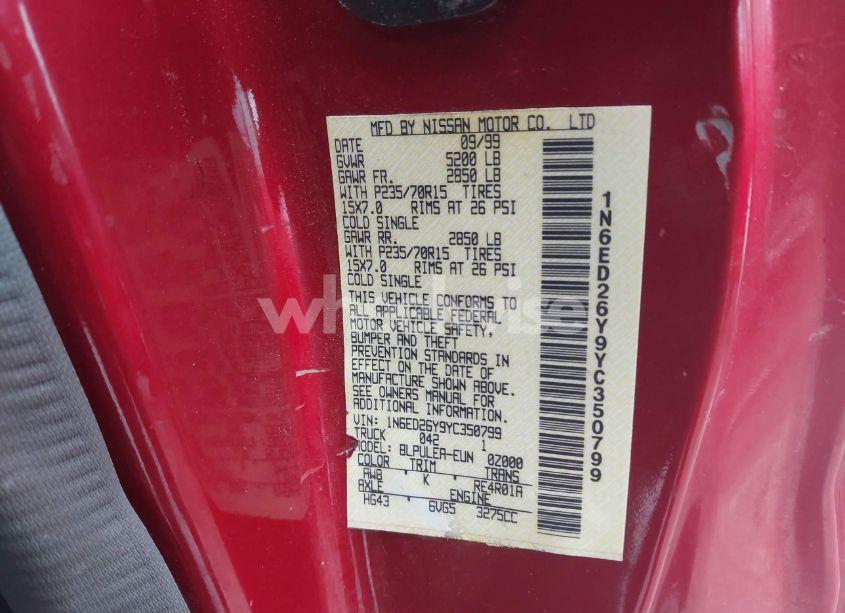 MFD BY NISSAN MOTOR CO. LTD
DATE 09/99
GVWR 5200 LB
GAWR FR. 2850 LB
WITH P235/70R15 TIRES
15X7.0 RIMS AT 26 PSI
COLD SINGLE
GAWR RR. 2850 LB
WITH P235/70R15 TIRES
15X7.0 RIMS AT 26 PSI
COLD SINGLE
THIS VEHICLE CONFORMS TO
ALL APPLICABLE FEDERAL
MOTOR VEHICLE SAFETY,
BUMPER AND THEFT
PREVENTION STANDARDS IN
EFFECT ON THE DATE OF
MANUFACTURE SHOWN ABOVE.
SEE OWNERS MANUAL FOR
ADDITIONAL INFORMATION.
VIN: 1N6ED26Y9YC350799
TRUCK 042 1
MODEL: BLPULEA-EUN 02000
COLOR TRIM TRANS
AWB K RE4R01A
AXLE ENGINE
HG43 6VG5 3275CC
1N6ED26Y9YC350799